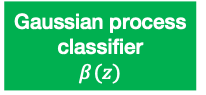 Gaussian process
classifier
β(z)